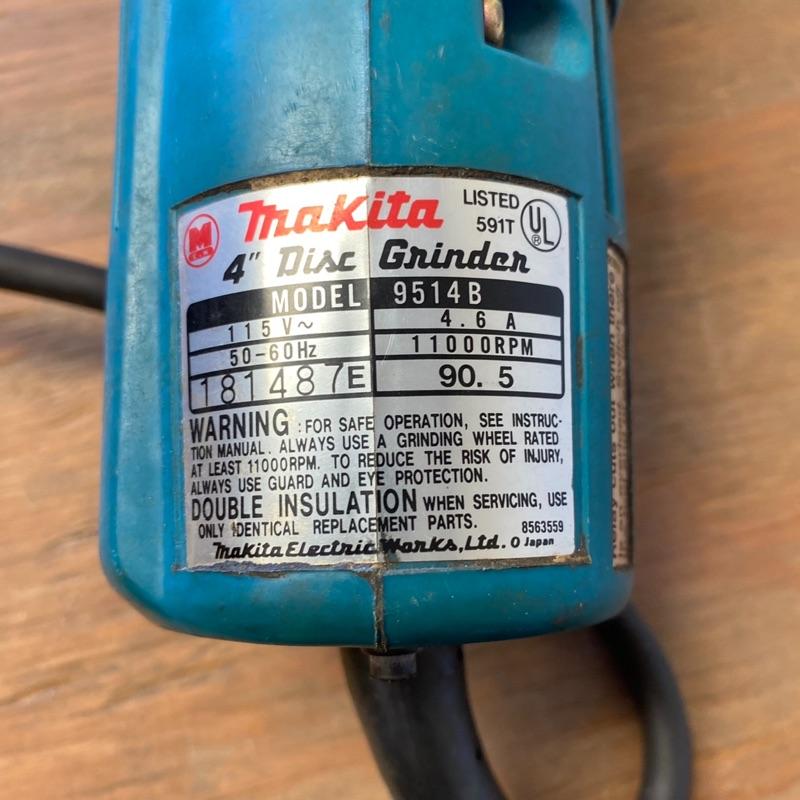 M
Makita
LISTED
591T
UL
®
4" Disc Grinder
MODEL 9514B
115V~ 4.6 A
50-60Hz 11000RPM
181487E 90. 5
WARNING : FOR SAFE OPERATION, SEE INSTRUC-
TION MANUAL. ALWAYS USE A GRINDING WHEEL RATED
AT LEAST 11000RPM. TO REDUCE THE RISK OF INJURY,
ALWAYS USE GUARD AND EYE PROTECTION.
DOUBLE INSULATION WHEN SERVICING, USE
ONLY IDENTICAL REPLACEMENT PARTS. 8563559
Makita Electric Works, Ltd. O Japan